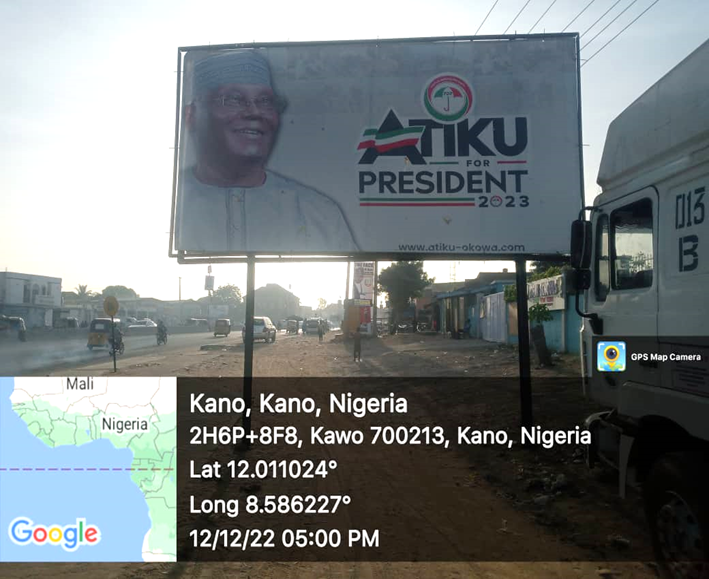 ATIKU
FOR
PRESIDENT
2023
www.atiku-okowa.com
013
B
GPS Map Camera
Mali
Nigeria
Google
Kano, Kano, Nigeria
2H6P+8F8, Kawo 700213, Kano, Nigeria
Lat 12.011024°
Long 8.586227°
12/12/22 05:00 PM